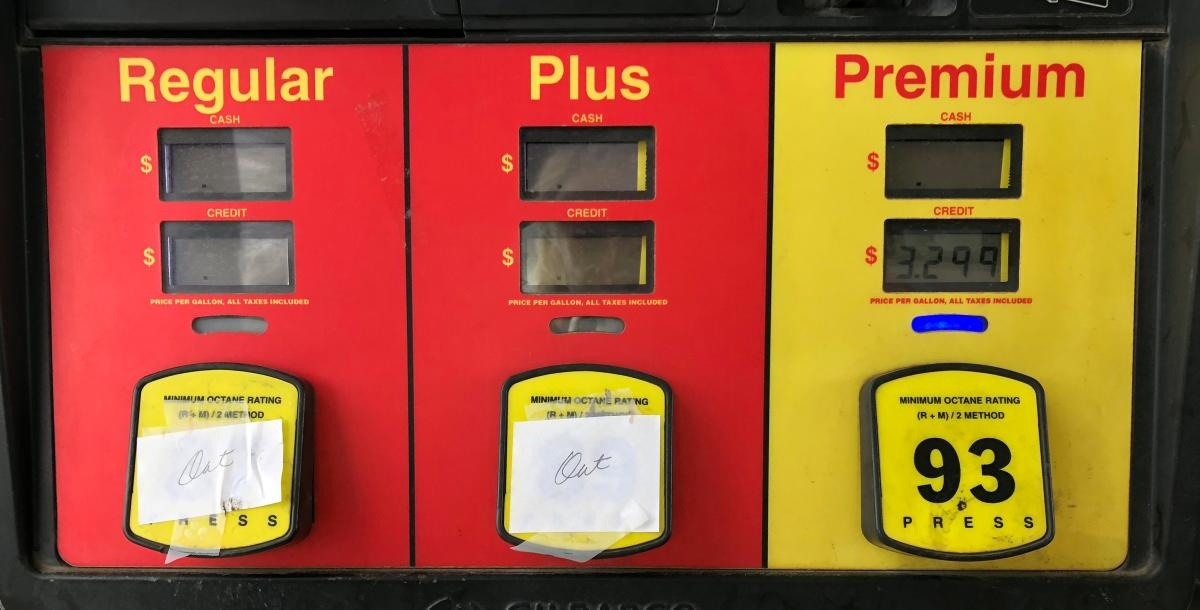 Regular
CASH
$
CREDIT
$
PRICE PER GALLON, ALL TAXES INCLUDED
MINIMUM OCTANE RATING
(R + M) / 2 METHOD
Out
RESS
Plus
CASH
$
CREDIT
$
PRICE PER GALLON, ALL TAXES INCLUDED
MINIMUM OCTANE RATING
(R + M) / 2 METHOD
Out
Premium
CASH
$
CREDIT
$ 3.299
PRICE PER GALLON, ALL TAXES INCLUDED
MINIMUM OCTANE RATING
(R + M) / 2 METHOD
93
PRESS